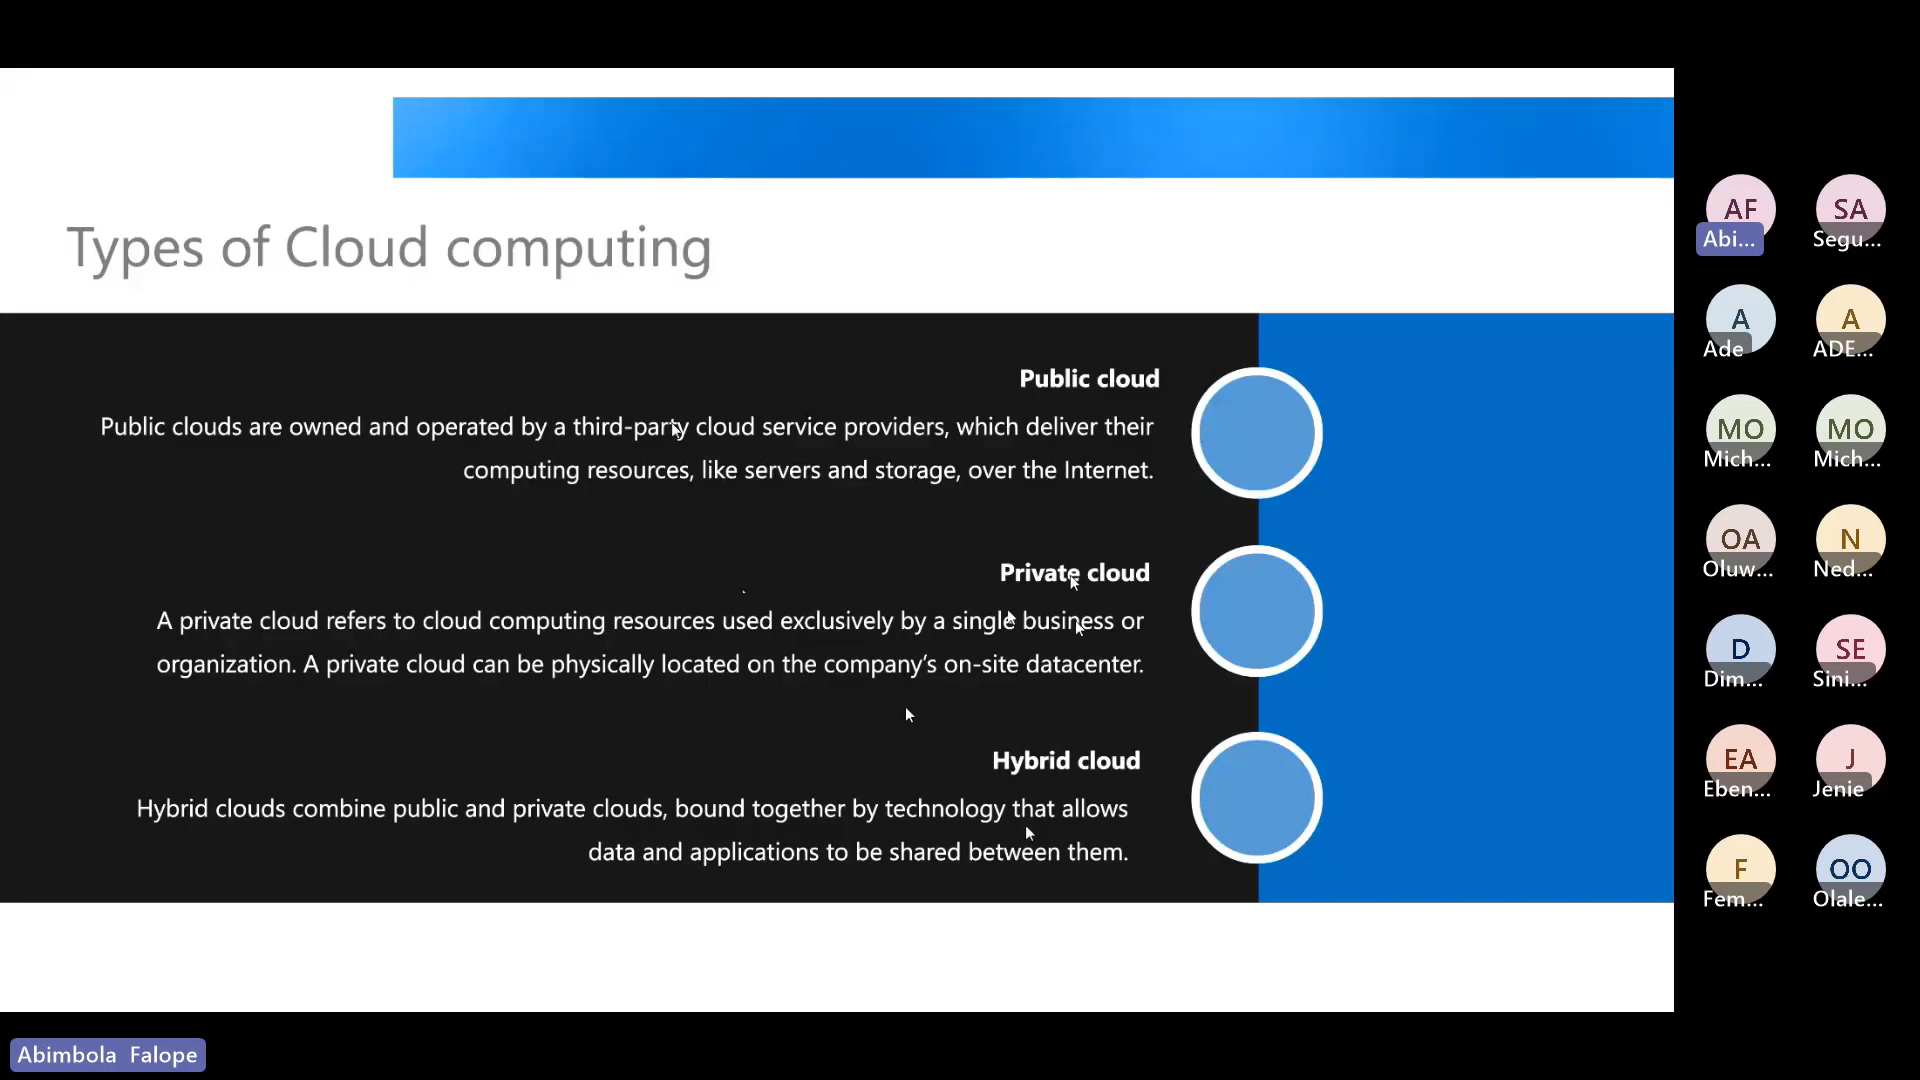 Types of Cloud computing
Public cloud
Public clouds are owned and operated by a third-party cloud service providers, which deliver their
computing resources, like servers and storage, over the Internet.
Private cloud
A private cloud refers to cloud computing resources used exclusively by a single business or
organization. A private cloud can be physically located on the company’s on-site datacenter.
Hybrid cloud
Hybrid clouds combine public and private clouds, bound together by technology that allows
data and applications to be shared between them.
AF SA
Abi... Segu...
A A
Ade ADE...
MO MO
Mich... Mich...
OA N
Oluw... Ned...
D SE
Dim... Sini...
EA J
Eben... Jenie
F OO
Fem... Olale...
Abimbola Falope